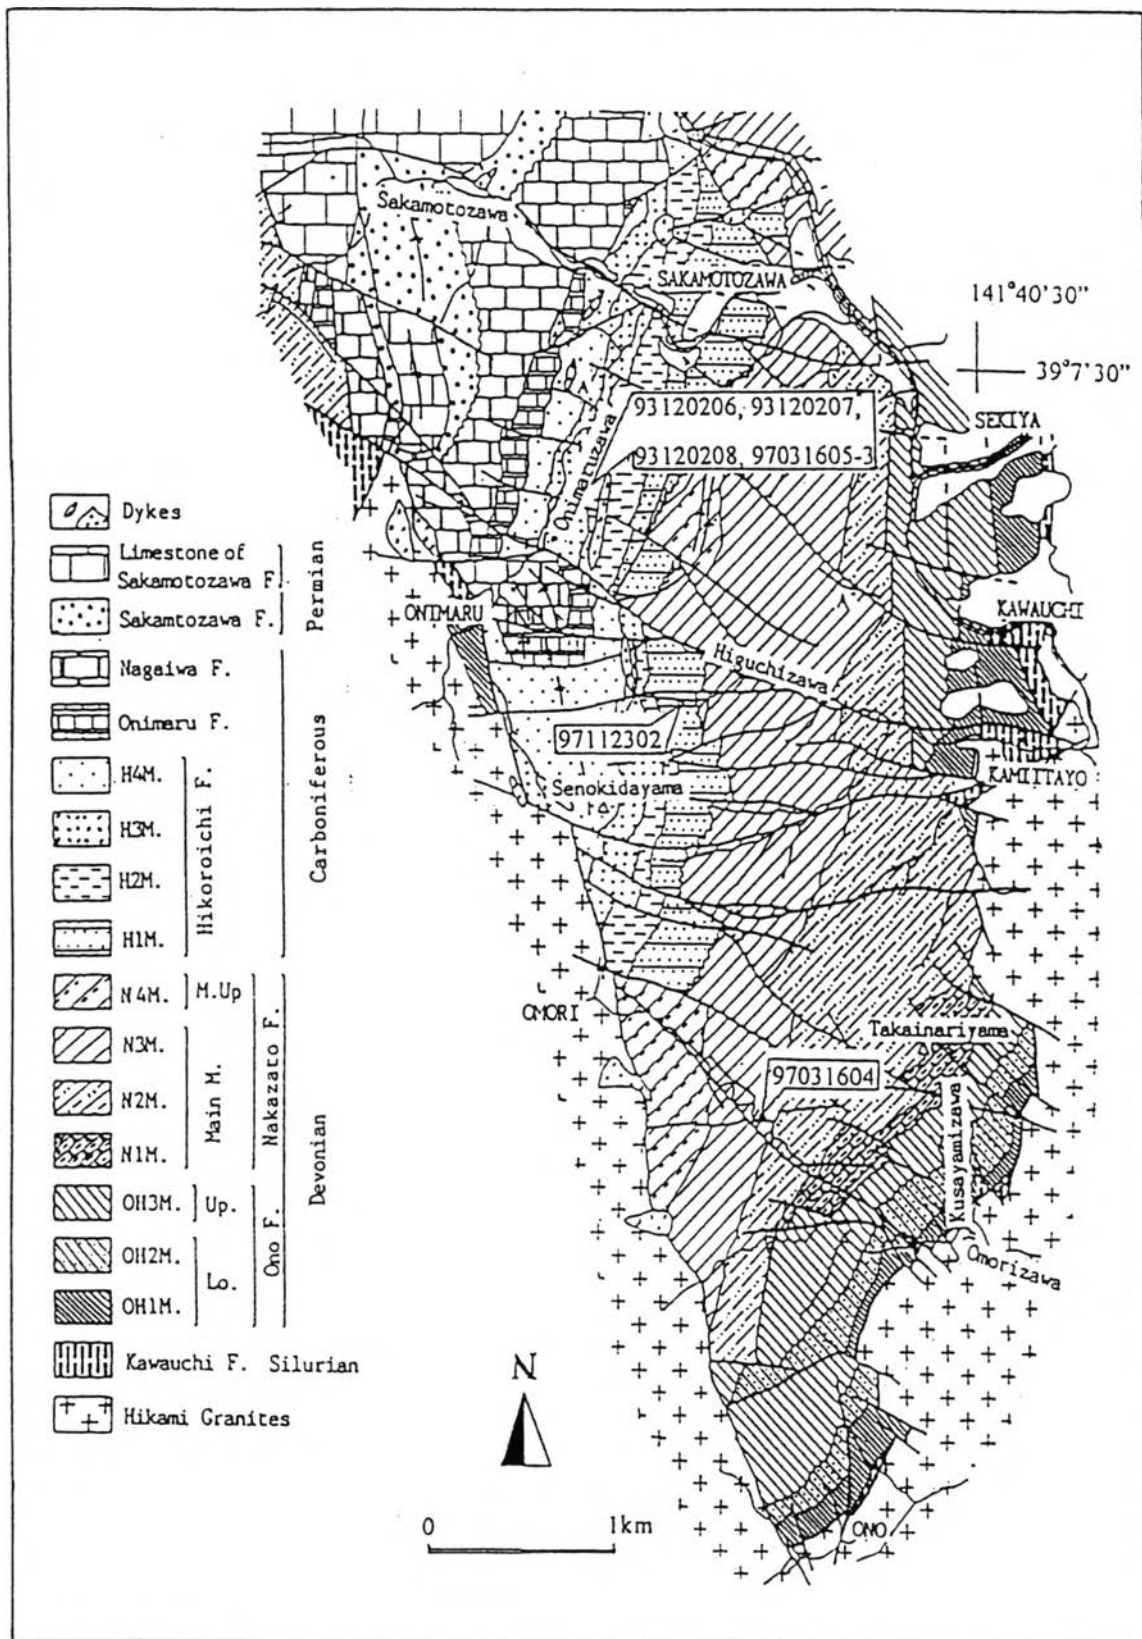 Sakamotozawa
SAKAMOTOZAWA
141°40'30"
39°7'30"
93120206, 93120207,
93120208, 97031605-3
SEKIYA
Onimaruzawa
ONIMARU
KAWAUCHI
Higuchizawa
97112302
KAMIITAYO
Senokidayama
OMORI
Takainariyama
97031604
Kusayamizawa
Omorizawa
ONO
Dykes
Limestone of
Sakamotozawa F.
Sakamtozawa F.
Permian
Nagaiwa F.
Onimaru F.
H4M.
H3M.
H2M.
H1M.
Hikoroichi F.
Carboniferous
N4M.
M.Up
N3M.
N2M.
N1M.
Main M.
Nakazato F.
OH3M.
Up.
OH2M.
OH1M.
Lo.
Ono F.
Devonian
Kawauchi F. Silurian
Hikami Granites
N
0 1km